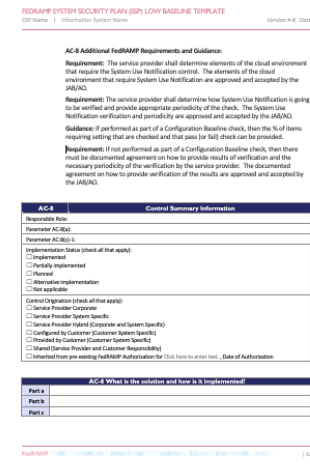 FEDRAMP SYSTEM SECURITY PLAN (SSP) LOW BASELINE TEMPLATE
CSP Name | Information System Name Version #.#, Date
AC-8 Additional FedRAMP Requirements and Guidance:
Requirement: The service provider shall determine elements of the cloud environment
that require the System Use Notification control. The elements of the cloud
environment that require System Use Notification are approved and accepted by the
JAB/AO.
Requirement: The service provider shall determine how System Use Notification is going
to be verified and provide appropriate periodicity of the check. The System Use
Notification verification and periodicity are approved and accepted by the JAB/AO.
Guidance: If performed as part of a Configuration Baseline check, then the % of items
requiring setting that are checked and that pass (or fail) check can be provided.
Requirement: If not performed as part of a Configuration Baseline check, then there
must be documented agreement on how to provide results of verification and the
necessary periodicity of the verification by the service provider. The documented
agreement on how to provide verification of the results are approved and accepted by
the JAB/AO.
AC-8 Control Summary Information
Responsible Role:
Parameter AC-8(a):
Parameter AC-8(c)-1:
Implementation Status (check all that apply):
☐ Implemented
☐ Partially implemented
☐ Planned
☐ Alternative implementation
☐ Not applicable
Control Origination (check all that apply):
☐ Service Provider Corporate
☐ Service Provider System Specific
☐ Service Provider Hybrid (Corporate and System Specific)
☐ Configured by Customer (Customer System Specific)
☐ Provided by Customer (Customer System Specific)
☐ Shared (Service Provider and Customer Responsibility)
☐ Inherited from pre-existing FedRAMP Authorization for Click here to enter text. , Date of Authorization
AC-8 What is the solution and how is it implemented?
Part a
Part b
Part c
FedRAMP